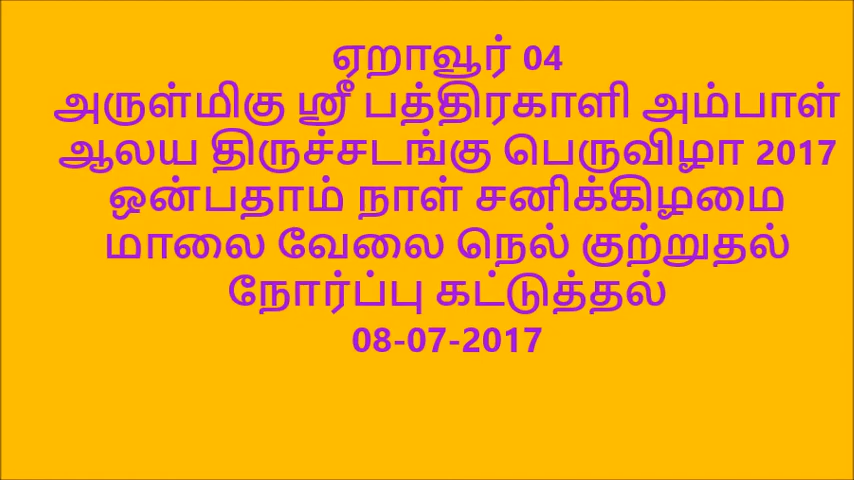 ஏறாவூர் 04
அருள்மிகு ஸ்ரீ பத்திரகாளி அம்பாள்
ஆலய திருச்சடங்கு பெருவிழா 2017
ஒன்பதாம் நாள் சனிக்கிழமை
மாலை வேலை நெல் குற்றுதல்
நோர்ப்பு கட்டுத்தல்
08-07-2017